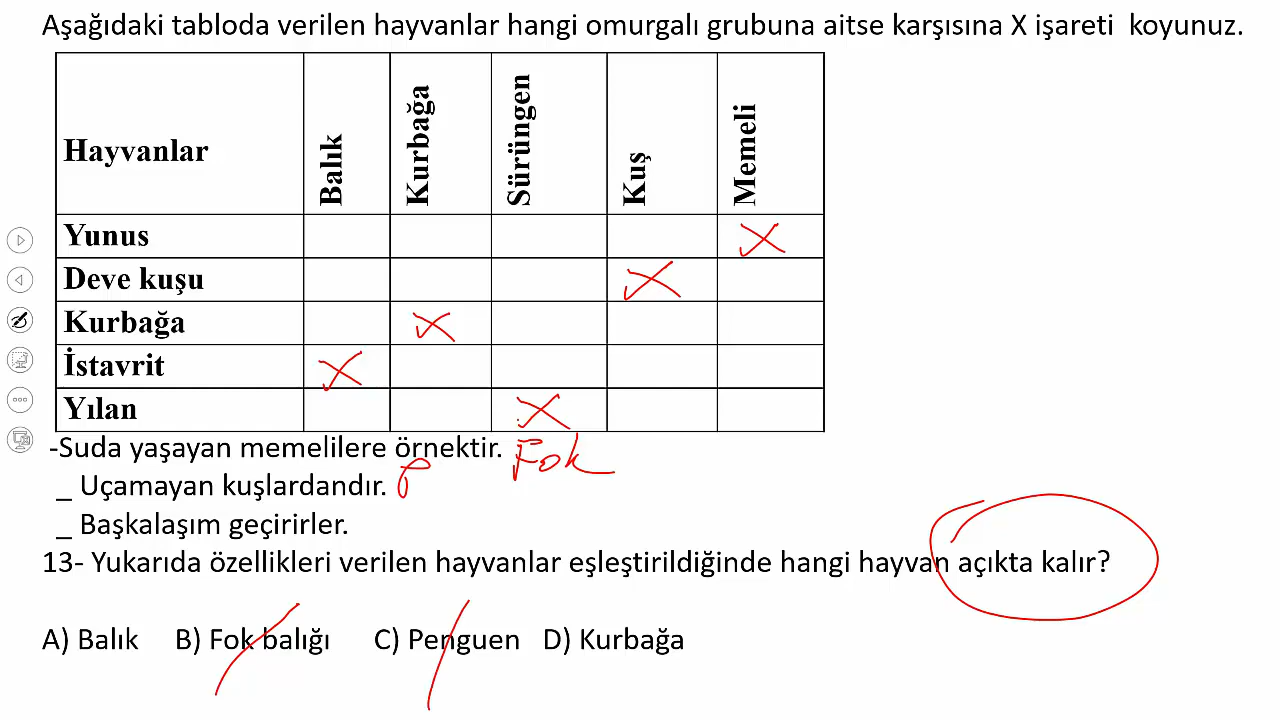 Aşağıdaki tabloda verilen hayvanlar hangi omurgalı grubuna aitse karşısına X işareti koyunuz.
Hayvanlar Balık Kurbağa Sürüngen Kuş Memeli
Yunus X
Deve kuşu X
Kurbağa X
İstavrit X
Yılan X
-Suda yaşayan memelilere örnektir. Fok
_ Uçamayan kuşlardandır.
_ Başkalaşım geçirirler.
13- Yukarıda özellikleri verilen hayvanlar eşleştirildiğinde hangi hayvan açıkta kalır?
A) Balık B) Fok balığı C) Penguen D) Kurbağa